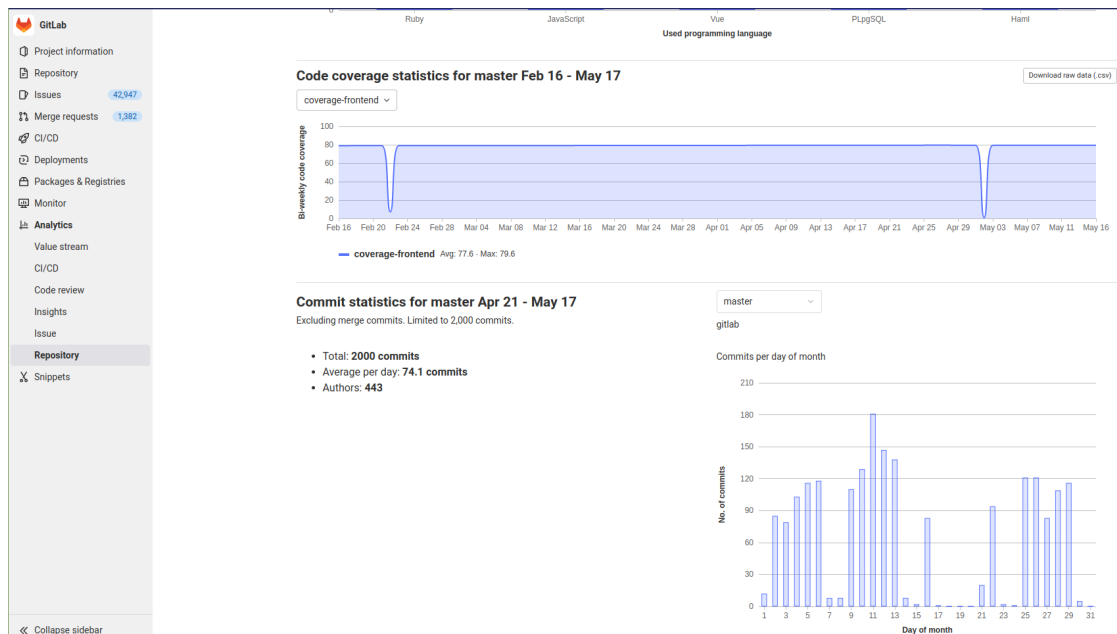 GitLab
Project information
Repository
Issues 42,947
Merge requests 1,382
CI/CD
Deployments
Packages & Registries
Monitor
Analytics
Value stream
CI/CD
Code review
Insights
Issue
Repository
Snippets
Collapse sidebar
0
Ruby JavaScript Vue PLpgSQL Haml
Used programming language
Code coverage statistics for master Feb 16 - May 17
Download raw data (.csv)
coverage-frontend
Bi-weekly code coverage
100
80
60
40
20
0
Feb 16 Feb 20 Feb 24 Feb 28 Mar 04 Mar 08 Mar 12 Mar 16 Mar 20 Mar 24 Mar 28 Apr 01 Apr 05 Apr 09 Apr 13 Apr 17 Apr 21 Apr 25 Apr 29 May 03 May 07 May 11 May 16
coverage-frontend Avg: 77.6 · Max: 79.6
Commit statistics for master Apr 21 - May 17
Excluding merge commits. Limited to 2,000 commits.
• Total: 2000 commits
• Average per day: 74.1 commits
• Authors: 443
master
gitlab
Commits per day of month
No. of commits
210
180
150
120
90
60
30
0
1 3 5 7 9 11 13 15 17 19 21 23 25 27 29 31
Day of month